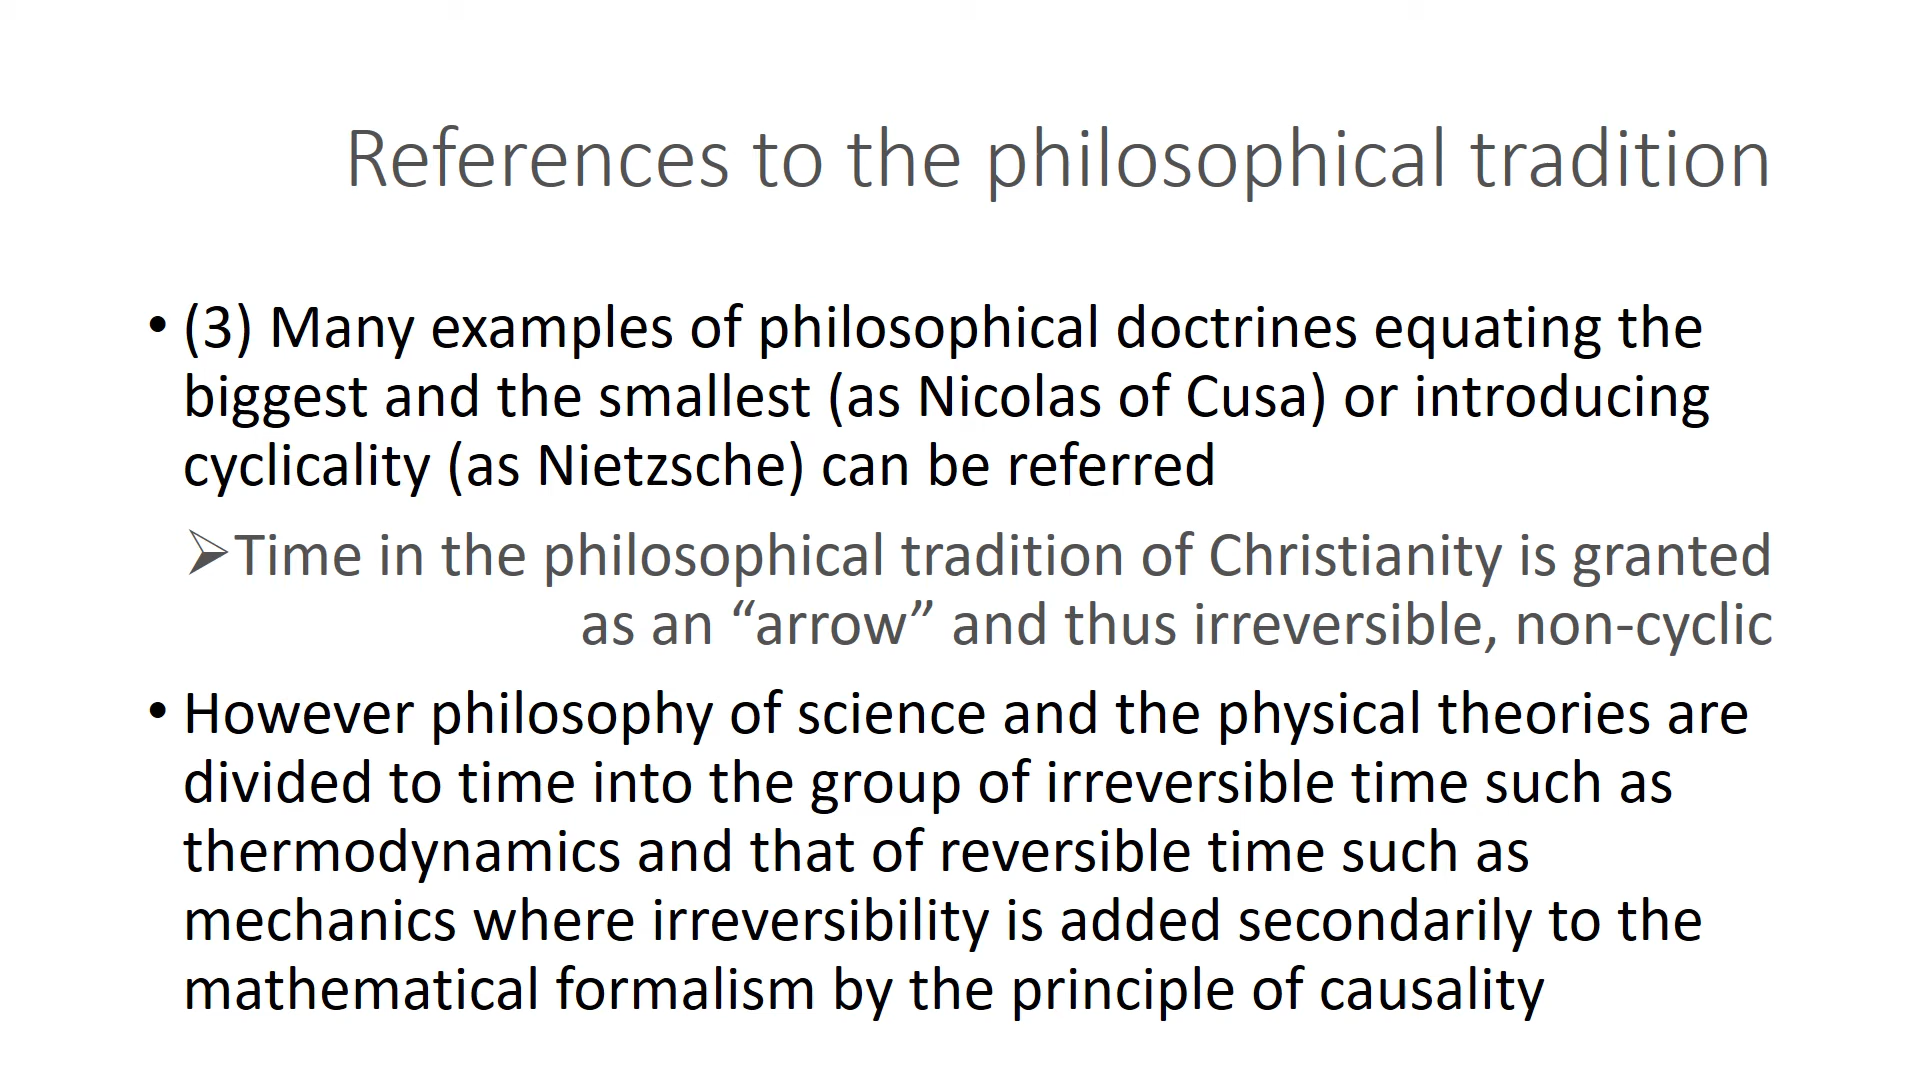 References to the philosophical tradition
• (3) Many examples of philosophical doctrines equating the
biggest and the smallest (as Nicolas of Cusa) or introducing
cyclicality (as Nietzsche) can be referred
➢Time in the philosophical tradition of Christianity is granted
as an “arrow” and thus irreversible, non-cyclic
• However philosophy of science and the physical theories are
divided to time into the group of irreversible time such as
thermodynamics and that of reversible time such as
mechanics where irreversibility is added secondarily to the
mathematical formalism by the principle of causality